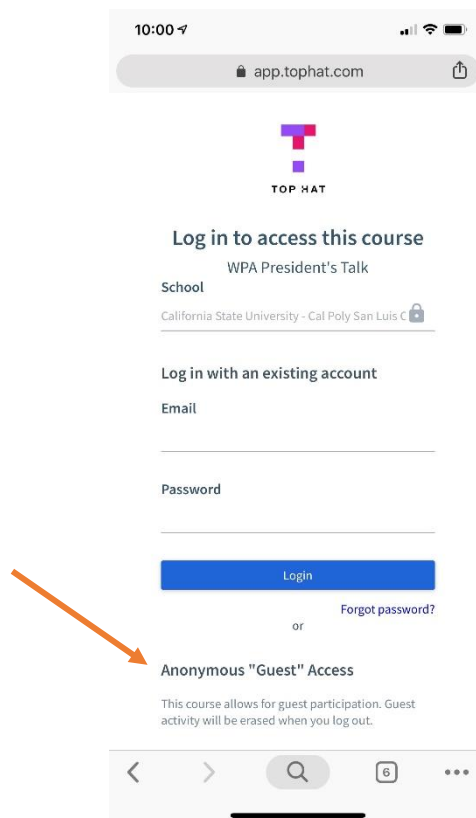 10:00
app.tophat.com
TOP HAT
Log in to access this course
WPA President's Talk
School
California State University - Cal Poly San Luis C
Log in with an existing account
Email
Password
Login
Forgot password?
or
Anonymous "Guest" Access
This course allows for guest participation. Guest
activity will be erased when you log out.
6